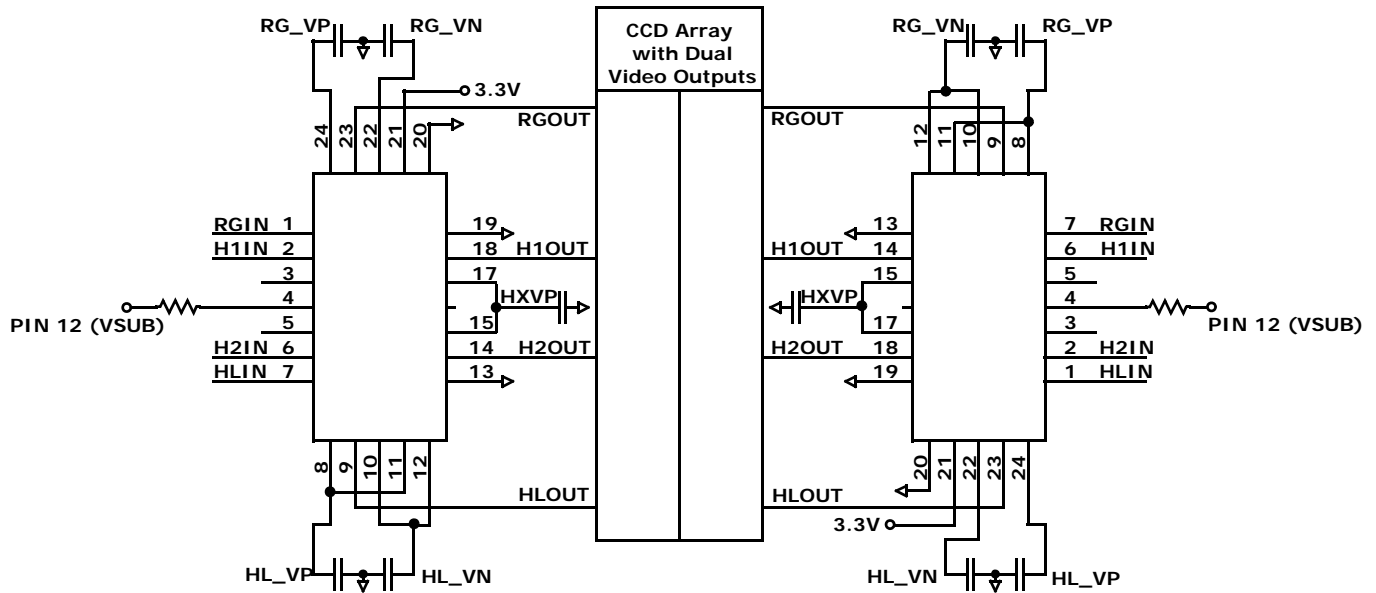 RG_VP RG_VN
CCD Array
with Dual
Video Outputs
RG_VN RG_VP
3.3V
RGOUT RGOUT
24 23 22 21 20
12 11 10 9 8
RGIN 1 19
H1IN 2 18 H1OUT
3 17
4 HXVP
PIN 12 (VSUB)
5 15
H2IN 6 14 H2OUT
HLIN 7 13
13 7 RGIN
H1OUT 14 6 H1IN
15 5
HXVP 4
PIN 12 (VSUB)
17 3
H2OUT 18 2 H2IN
19 1 HLIN
8 9 10 11 12
20 21 22 23 24
HLOUT HLOUT
3.3V
HL_VP HL_VN
HL_VN HL_VP